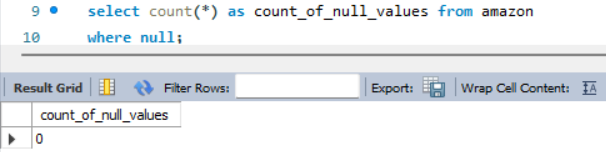 9 select count(*) as count_of_null_values from amazon
10 where null;
Result Grid Filter Rows: Export: Wrap Cell Content: IA
count_of_null_values
0